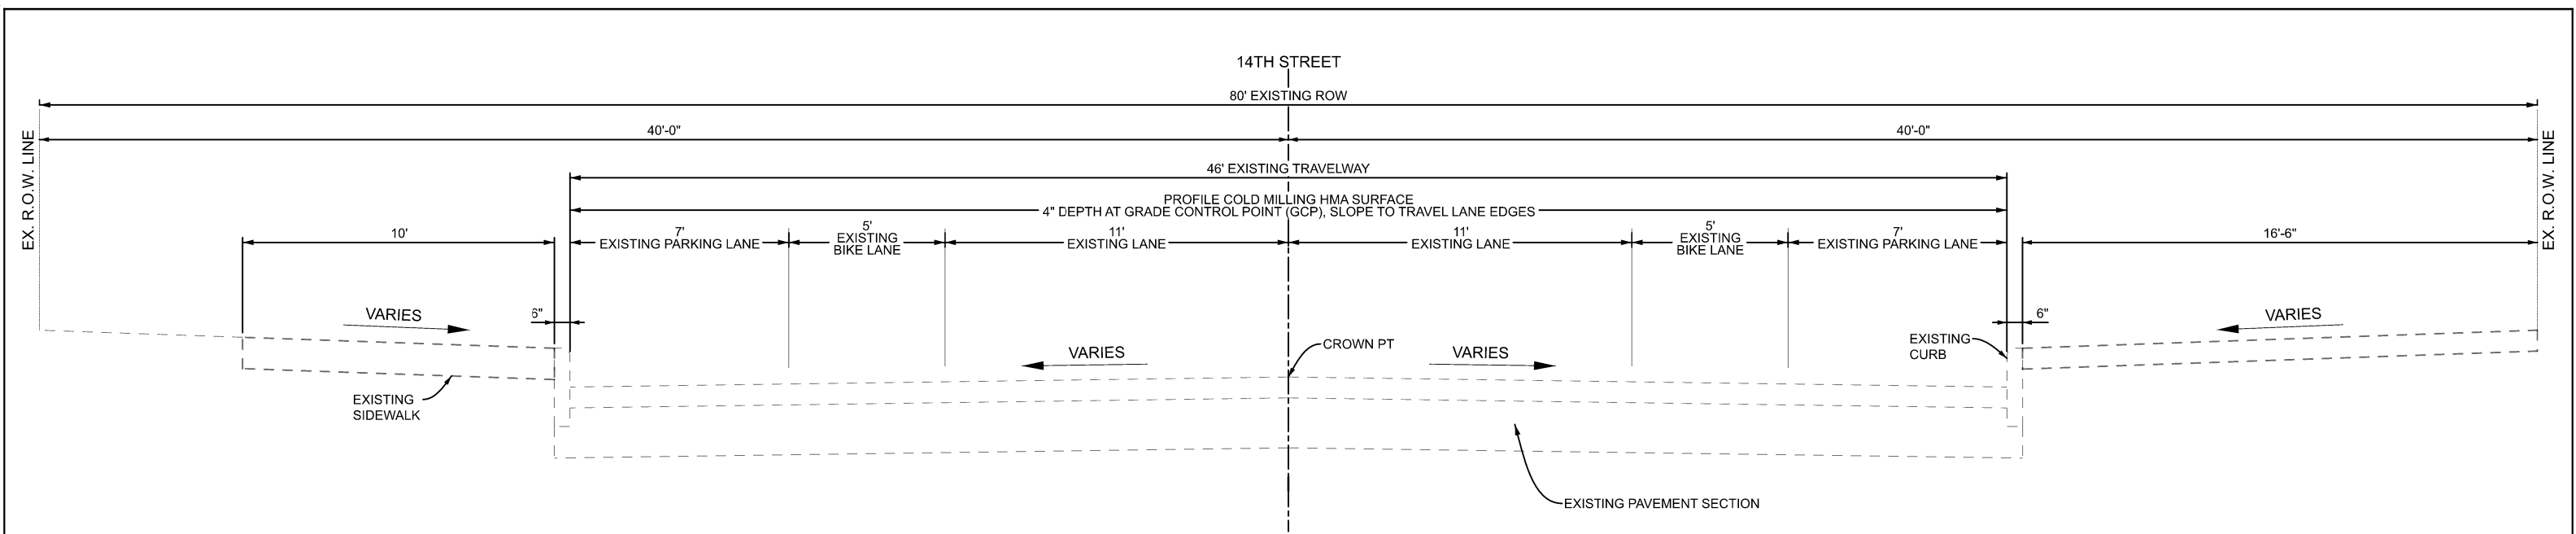 14TH STREET
80' EXISTING ROW
40'-0"
40'-0"
EX. R.O.W. LINE
EX. R.O.W. LINE
46' EXISTING TRAVELWAY
PROFILE COLD MILLING HMA SURFACE
4" DEPTH AT GRADE CONTROL POINT (GCP), SLOPE TO TRAVEL LANE EDGES
10'
7'
EXISTING PARKING LANE
5'
EXISTING
BIKE LANE
11'
EXISTING LANE
11'
EXISTING LANE
5'
EXISTING
BIKE LANE
7'
EXISTING PARKING LANE
16'-6"
VARIES
6"
VARIES
CROWN PT
VARIES
EXISTING
CURB
6"
VARIES
EXISTING
SIDEWALK
EXISTING PAVEMENT SECTION